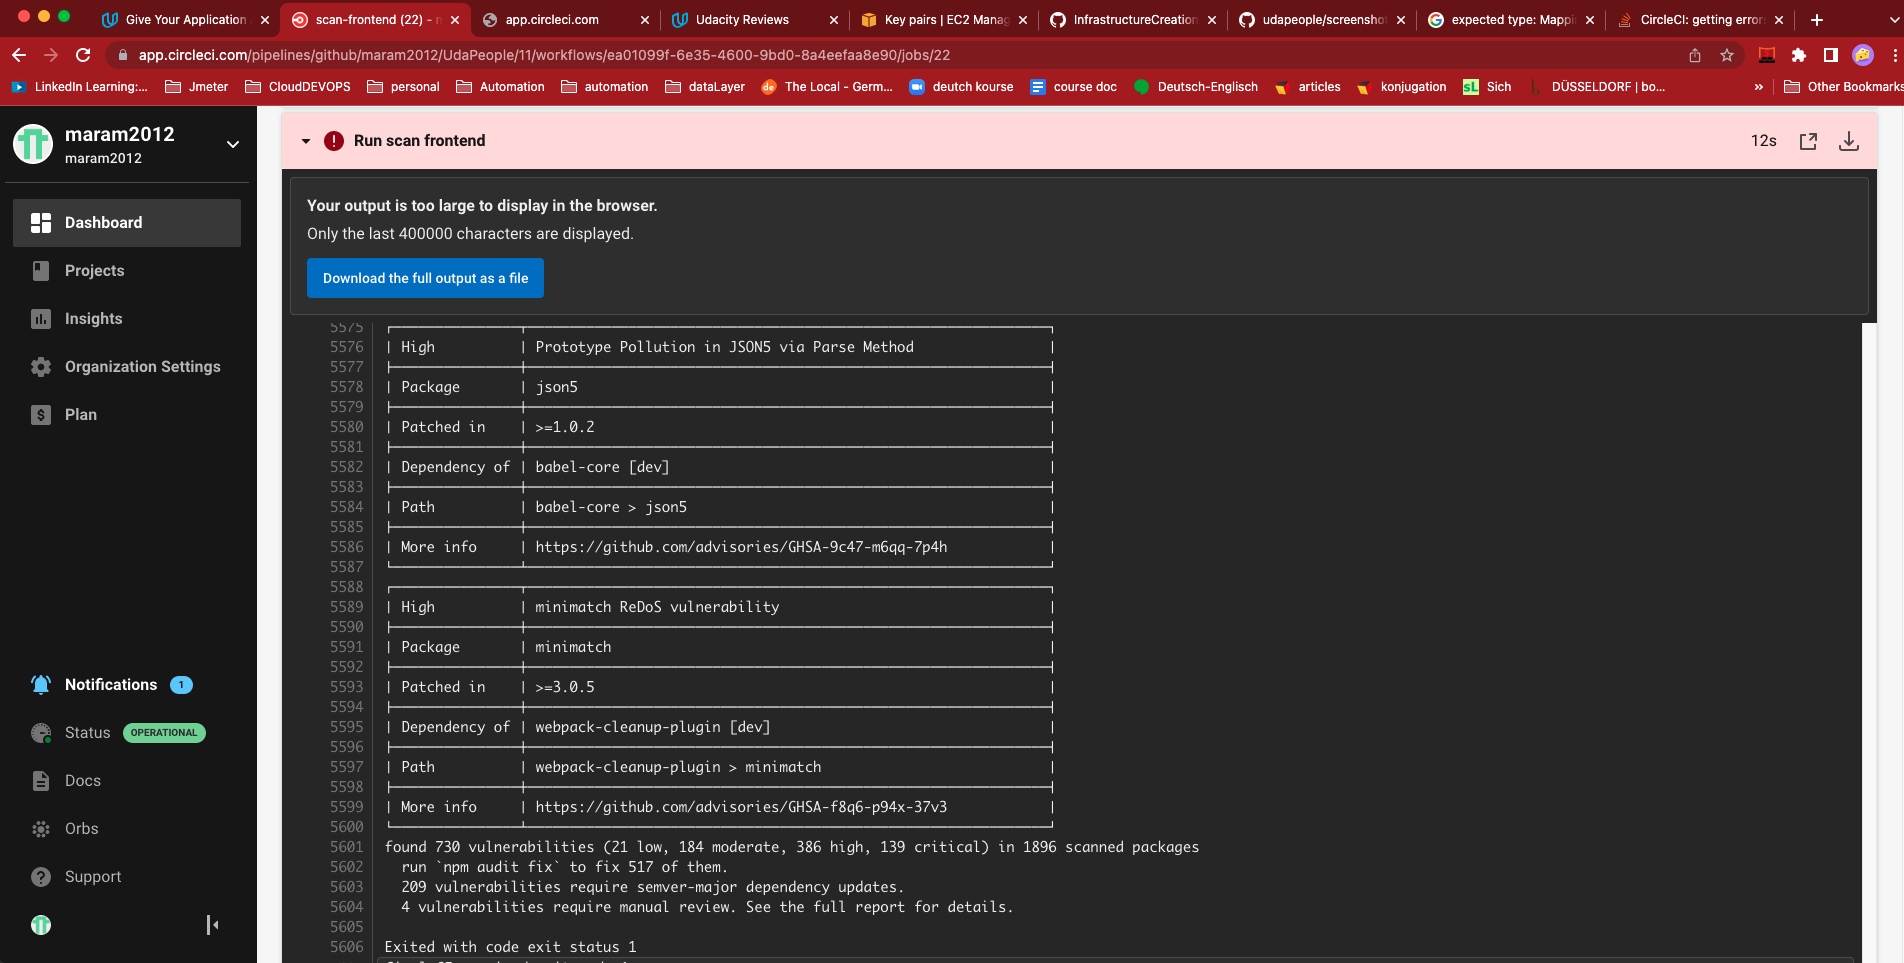 Give Your Application
scan-frontend (22) - n
app.circleci.com
Udacity Reviews
Key pairs | EC2 Manag
InfrastructureCreation
udapeople/screenshot
expected type: Mappi
CircleCI: getting error
app.circleci.com/pipelines/github/maram2012/UdaPeople/11/workflows/ea01099f-6e35-4600-9bd0-8a4eefaa8e90/jobs/22
LinkedIn Learning:...
Jmeter
CloudDEVOPS
personal
Automation
automation
dataLayer
The Local - Germ...
deutch kourse
course doc
Deutsch-Englisch
articles
konjugation
Sich
DÜSSELDORF | bo...
»
Other Bookmarks
maram2012
maram2012
Dashboard
Projects
Insights
Organization Settings
Plan
Notifications 1
Status OPERATIONAL
Docs
Orbs
Support
Run scan frontend
12s
Your output is too large to display in the browser.
Only the last 400000 characters are displayed.
Download the full output as a file
5575
5576 | High | Prototype Pollution in JSON5 via Parse Method |
5577
5578 | Package | json5 |
5579
5580 | Patched in | >=1.0.2 |
5581
5582 | Dependency of | babel-core [dev] |
5583
5584 | Path | babel-core > json5 |
5585
5586 | More info | https://github.com/advisories/GHSA-9c47-m6qq-7p4h |
5587
5588
5589 | High | minimatch ReDoS vulnerability |
5590
5591 | Package | minimatch |
5592
5593 | Patched in | >=3.0.5 |
5594
5595 | Dependency of | webpack-cleanup-plugin [dev] |
5596
5597 | Path | webpack-cleanup-plugin > minimatch |
5598
5599 | More info | https://github.com/advisories/GHSA-f8q6-p94x-37v3 |
5600
5601 found 730 vulnerabilities (21 low, 184 moderate, 386 high, 139 critical) in 1896 scanned packages
5602 run `npm audit fix` to fix 517 of them.
5603 209 vulnerabilities require semver-major dependency updates.
5604 4 vulnerabilities require manual review. See the full report for details.
5605
5606 Exited with code exit status 1